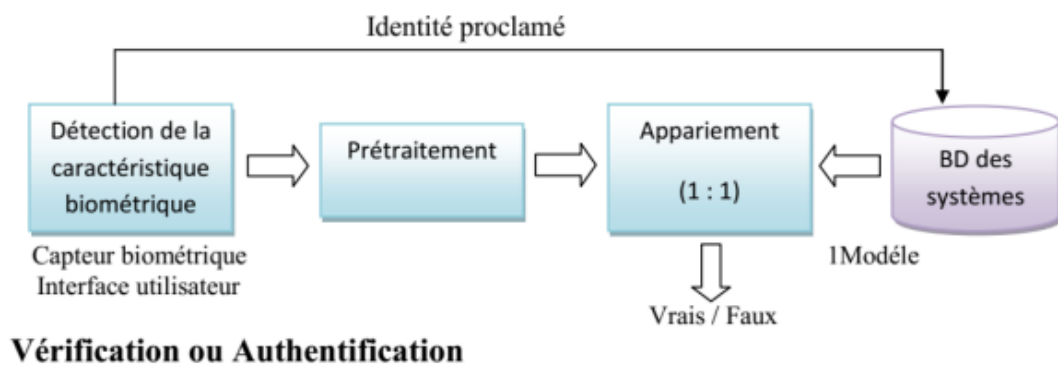 Identité proclamé
Détection de la
caractéristique
biométrique
Prétraitement
Appariement
(1 : 1)
BD des
systèmes
Capteur biométrique
Interface utilisateur
1Modéle
Vrais / Faux
Vérification ou Authentification